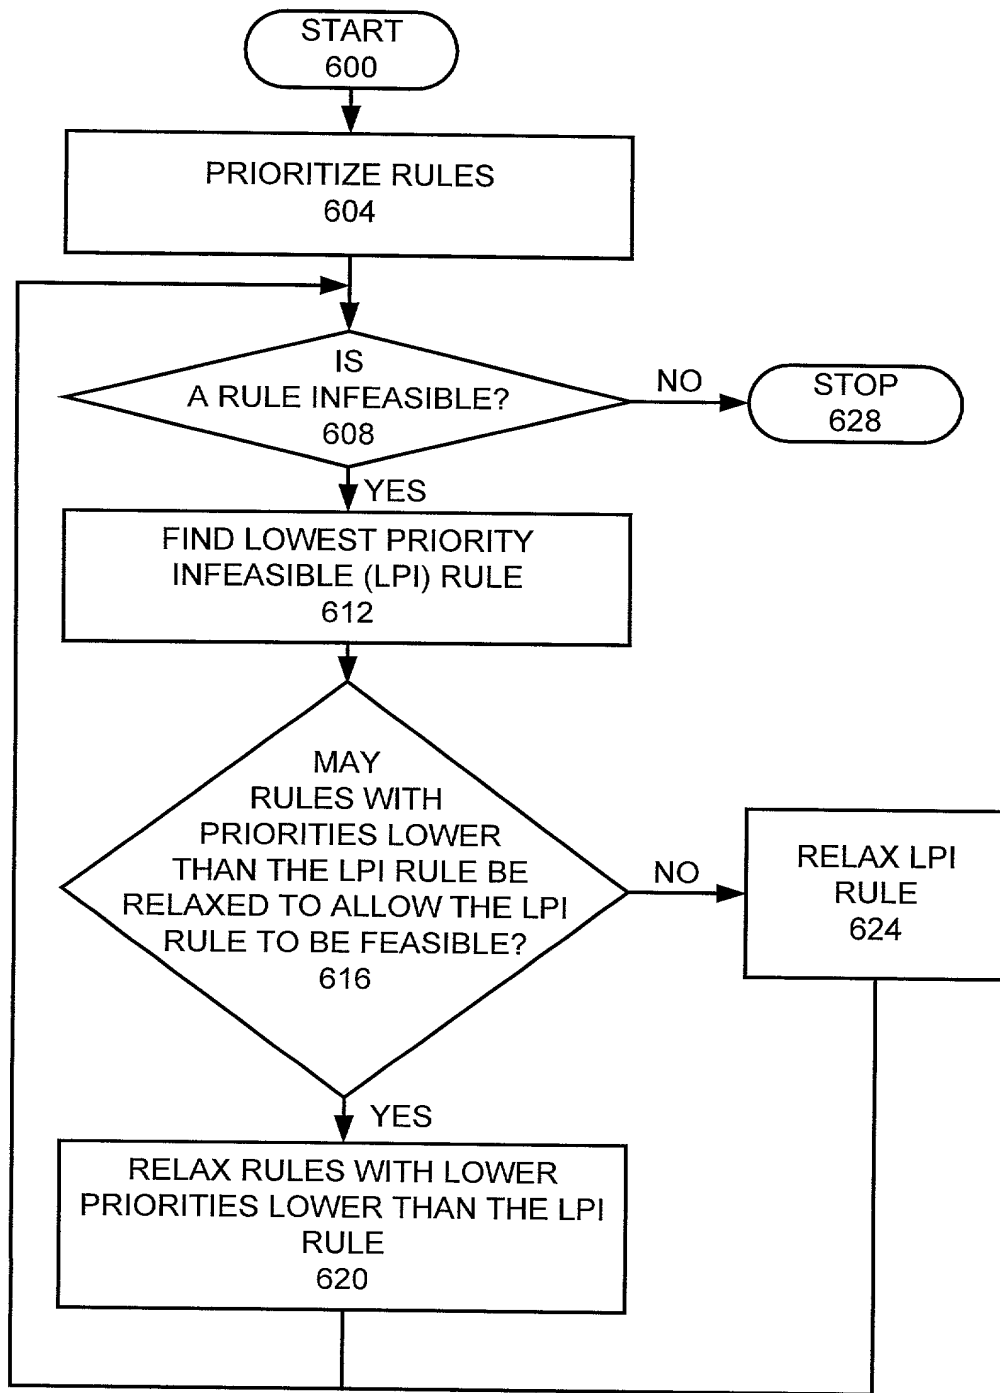 START
600
PRIORITIZE RULES
604
IS
A RULE INFEASIBLE?
608
NO
STOP
628
YES
FIND LOWEST PRIORITY
INFEASIBLE (LPI) RULE
612
MAY
RULES WITH
PRIORITIES LOWER
THAN THE LPI RULE BE
RELAXED TO ALLOW THE LPI
RULE TO BE FEASIBLE?
616
NO
RELAX LPI
RULE
624
YES
RELAX RULES WITH LOWER
PRIORITIES LOWER THAN THE LPI
RULE
620